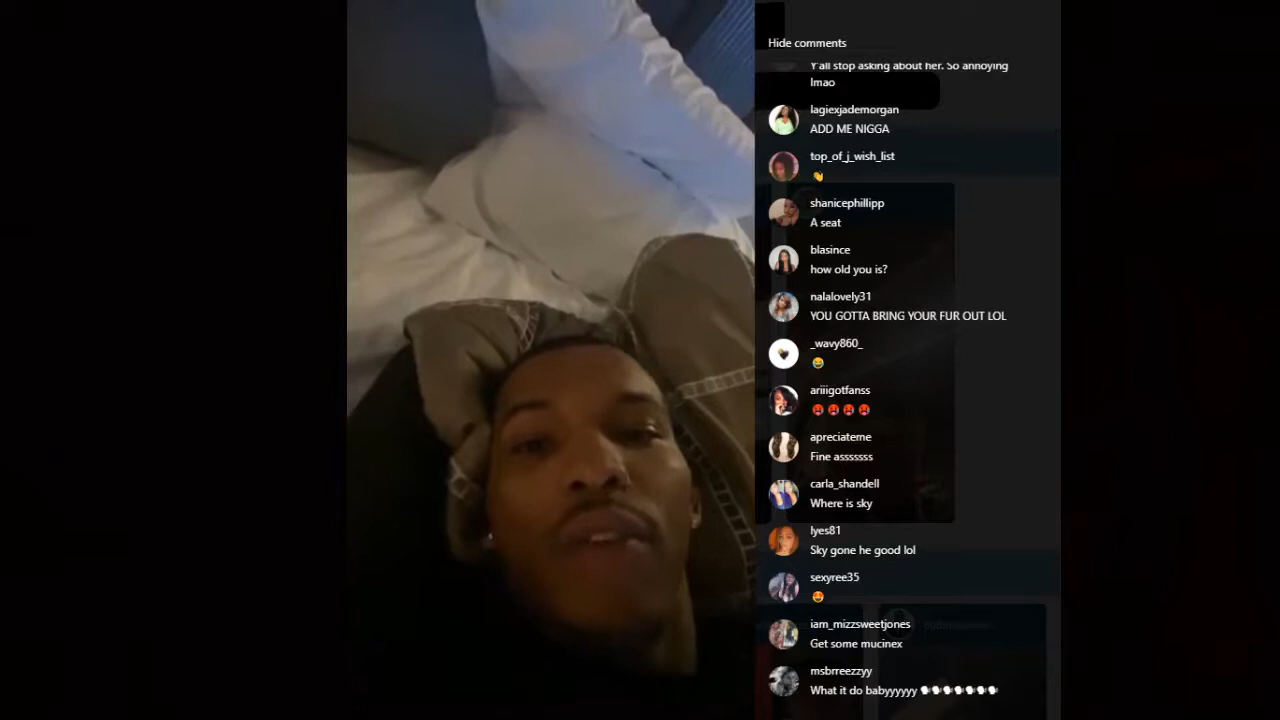 Hide comments
Y'all stop asking about her. So annoying
lmao
lagiexjademorgan
ADD ME NIGGA
top_of_j_wish_list
👏
shanicephillipp
A seat
blasince
how old you is?
nalalovely31
YOU GOTTA BRING YOUR FUR OUT LOL
_wavy860_
😂
ariiigotfanss
apreciateme
Fine asssssss
carla_shandell
Where is sky
lyes81
Sky gone he good lol
sexyree35
😍
iam_mizzsweetjones
Get some mucinex
msbrreezzyy
What it do babyyyyyy 🗣🗣🗣🗣🗣🗣🗣